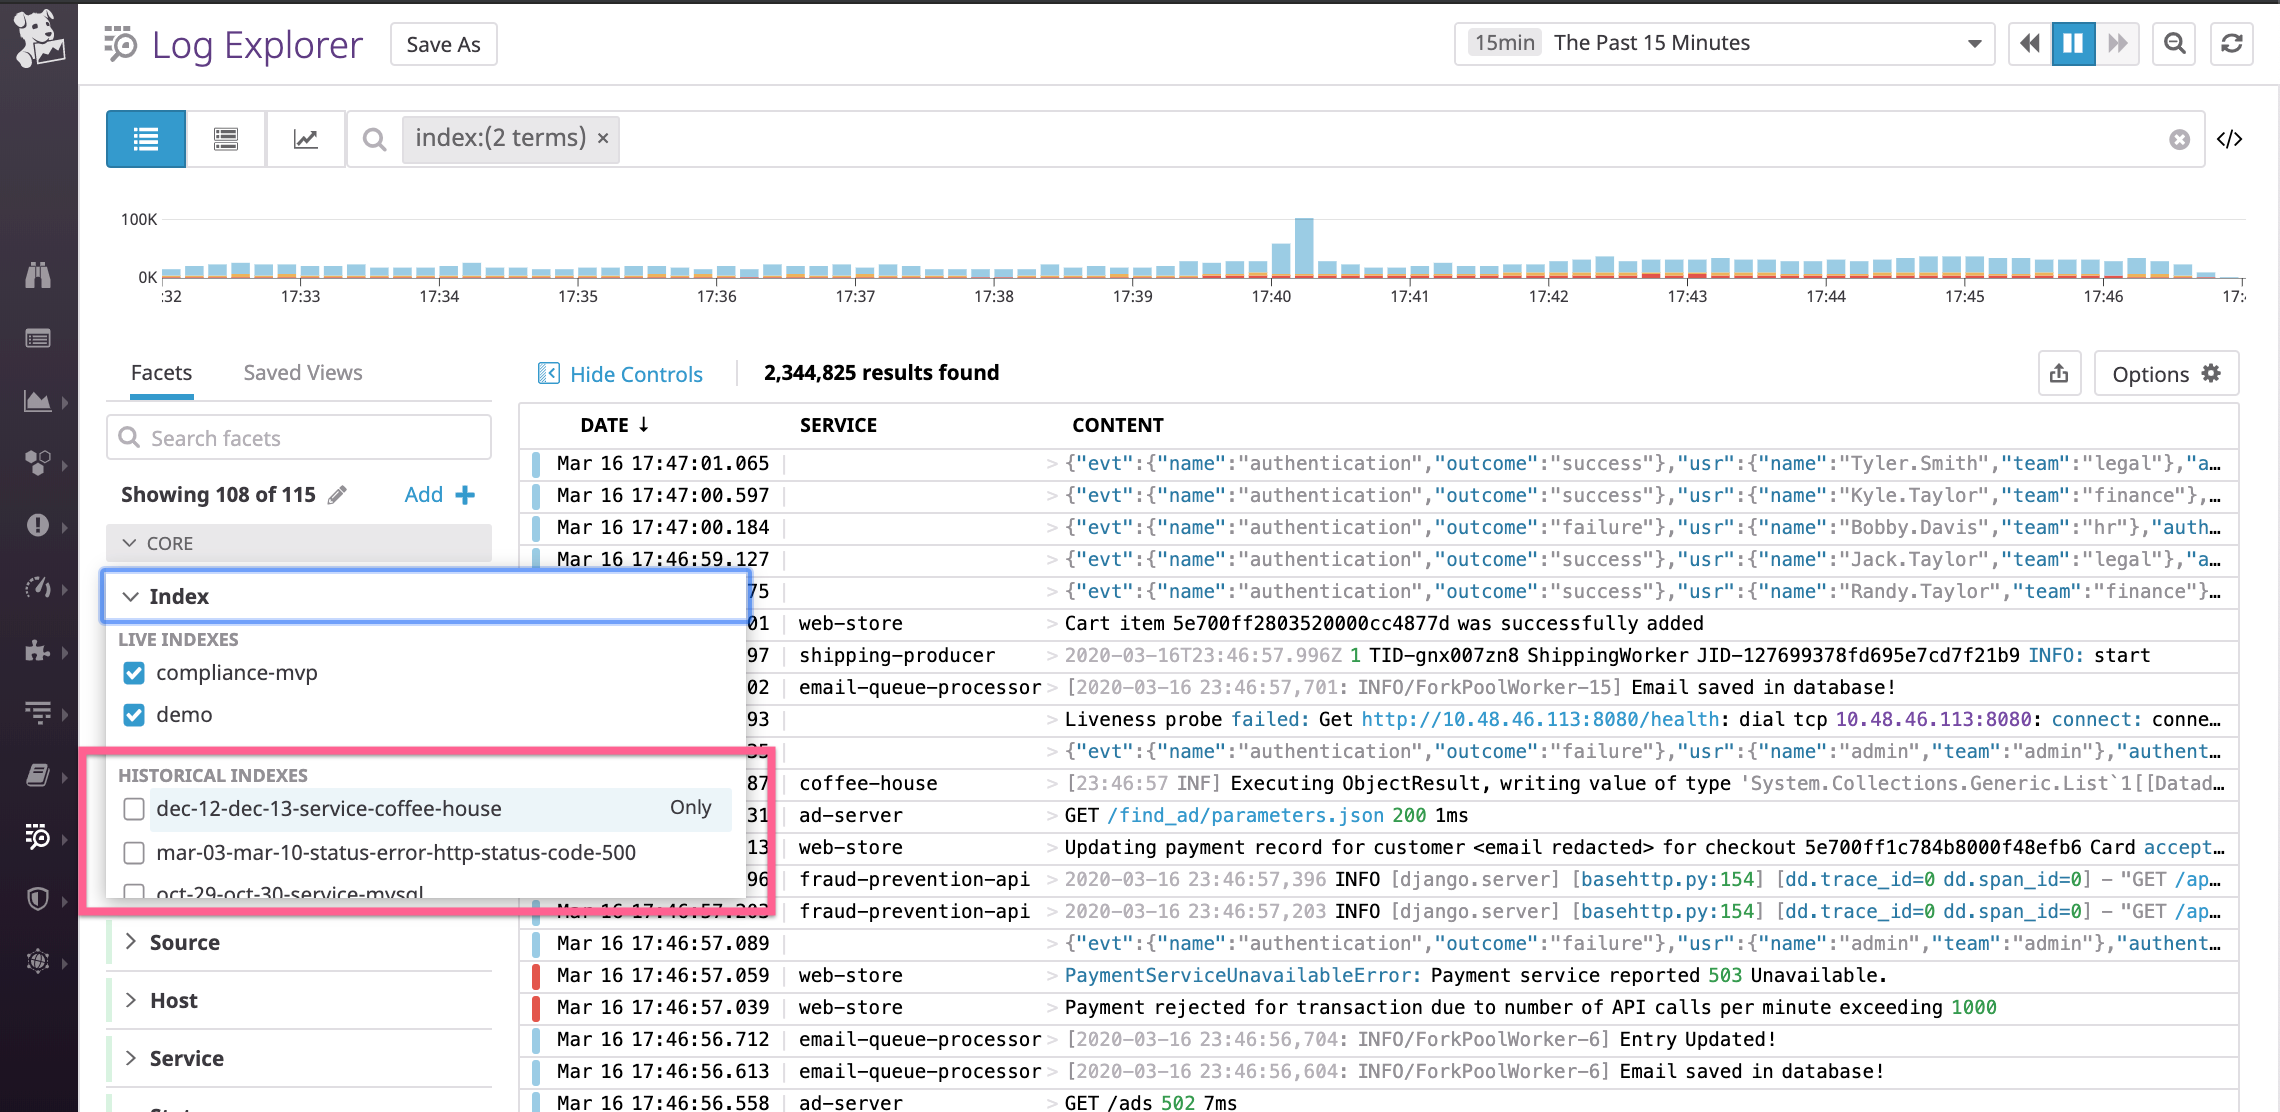 Log Explorer Save As 15min The Past 15 Minutes
index:(2 terms) × </>
100K
0K
:32 17:33 17:34 17:35 17:36 17:37 17:38 17:39 17:40 17:41 17:42 17:43 17:44 17:45 17:46 17:
Facets Saved Views Hide Controls 2,344,825 results found Options
Search facets
Showing 108 of 115 Add +
CORE
Index
LIVE INDEXES
compliance-mvp
demo
HISTORICAL INDEXES
dec-12-dec-13-service-coffee-house Only
mar-03-mar-10-status-error-http-status-code-500
oct-29-oct-30-service-mysql
Source
Host
Service
DATE ↓ SERVICE CONTENT
Mar 16 17:47:01.065 > {"evt":{"name":"authentication","outcome":"success"},"usr":{"name":"Tyler.Smith","team":"legal"},"a…
Mar 16 17:47:00.597 > {"evt":{"name":"authentication","outcome":"success"},"usr":{"name":"Kyle.Taylor","team":"finance"},…
Mar 16 17:47:00.184 > {"evt":{"name":"authentication","outcome":"failure"},"usr":{"name":"Bobby.Davis","team":"hr"},"auth…
Mar 16 17:46:59.127 > {"evt":{"name":"authentication","outcome":"success"},"usr":{"name":"Jack.Taylor","team":"legal"},"a…
75 > {"evt":{"name":"authentication","outcome":"success"},"usr":{"name":"Randy.Taylor","team":"finance"}…
01 web-store > Cart item 5e700ff2803520000cc4877d was successfully added
97 shipping-producer > 2020-03-16T23:46:57.996Z 1 TID-gnx007zn8 ShippingWorker JID-127699378fd695e7cd7f21b9 INFO: start
02 email-queue-processor > [2020-03-16 23:46:57,701: INFO/ForkPoolWorker-15] Email saved in database!
93 > Liveness probe failed: Get http://10.48.46.113:8080/health: dial tcp 10.48.46.113:8080: connect: conne…
35 > {"evt":{"name":"authentication","outcome":"failure"},"usr":{"name":"admin","team":"admin"},"authent…
87 coffee-house > [23:46:57 INF] Executing ObjectResult, writing value of type 'System.Collections.Generic.List`1[[Datad…
31 ad-server > GET /find_ad/parameters.json 200 1ms
13 web-store > Updating payment record for customer <email redacted> for checkout 5e700ff1c784b8000f48efb6 Card accept…
96 fraud-prevention-api > 2020-03-16 23:46:57,396 INFO [django.server] [basehttp.py:154] [dd.trace_id=0 dd.span_id=0] – "GET /ap…
Mar 16 17:46:57.203 fraud-prevention-api > 2020-03-16 23:46:57,203 INFO [django.server] [basehttp.py:154] [dd.trace_id=0 dd.span_id=0] – "GET /ap…
Mar 16 17:46:57.089 > {"evt":{"name":"authentication","outcome":"failure"},"usr":{"name":"admin","team":"admin"},"authent…
Mar 16 17:46:57.059 web-store > PaymentServiceUnavailableError: Payment service reported 503 Unavailable.
Mar 16 17:46:57.039 web-store > Payment rejected for transaction due to number of API calls per minute exceeding 1000
Mar 16 17:46:56.712 email-queue-processor > [2020-03-16 23:46:56,704: INFO/ForkPoolWorker-6] Entry Updated!
Mar 16 17:46:56.613 email-queue-processor > [2020-03-16 23:46:56,604: INFO/ForkPoolWorker-6] Email saved in database!
Mar 16 17:46:56.558 ad-server > GET /ads 502 7ms